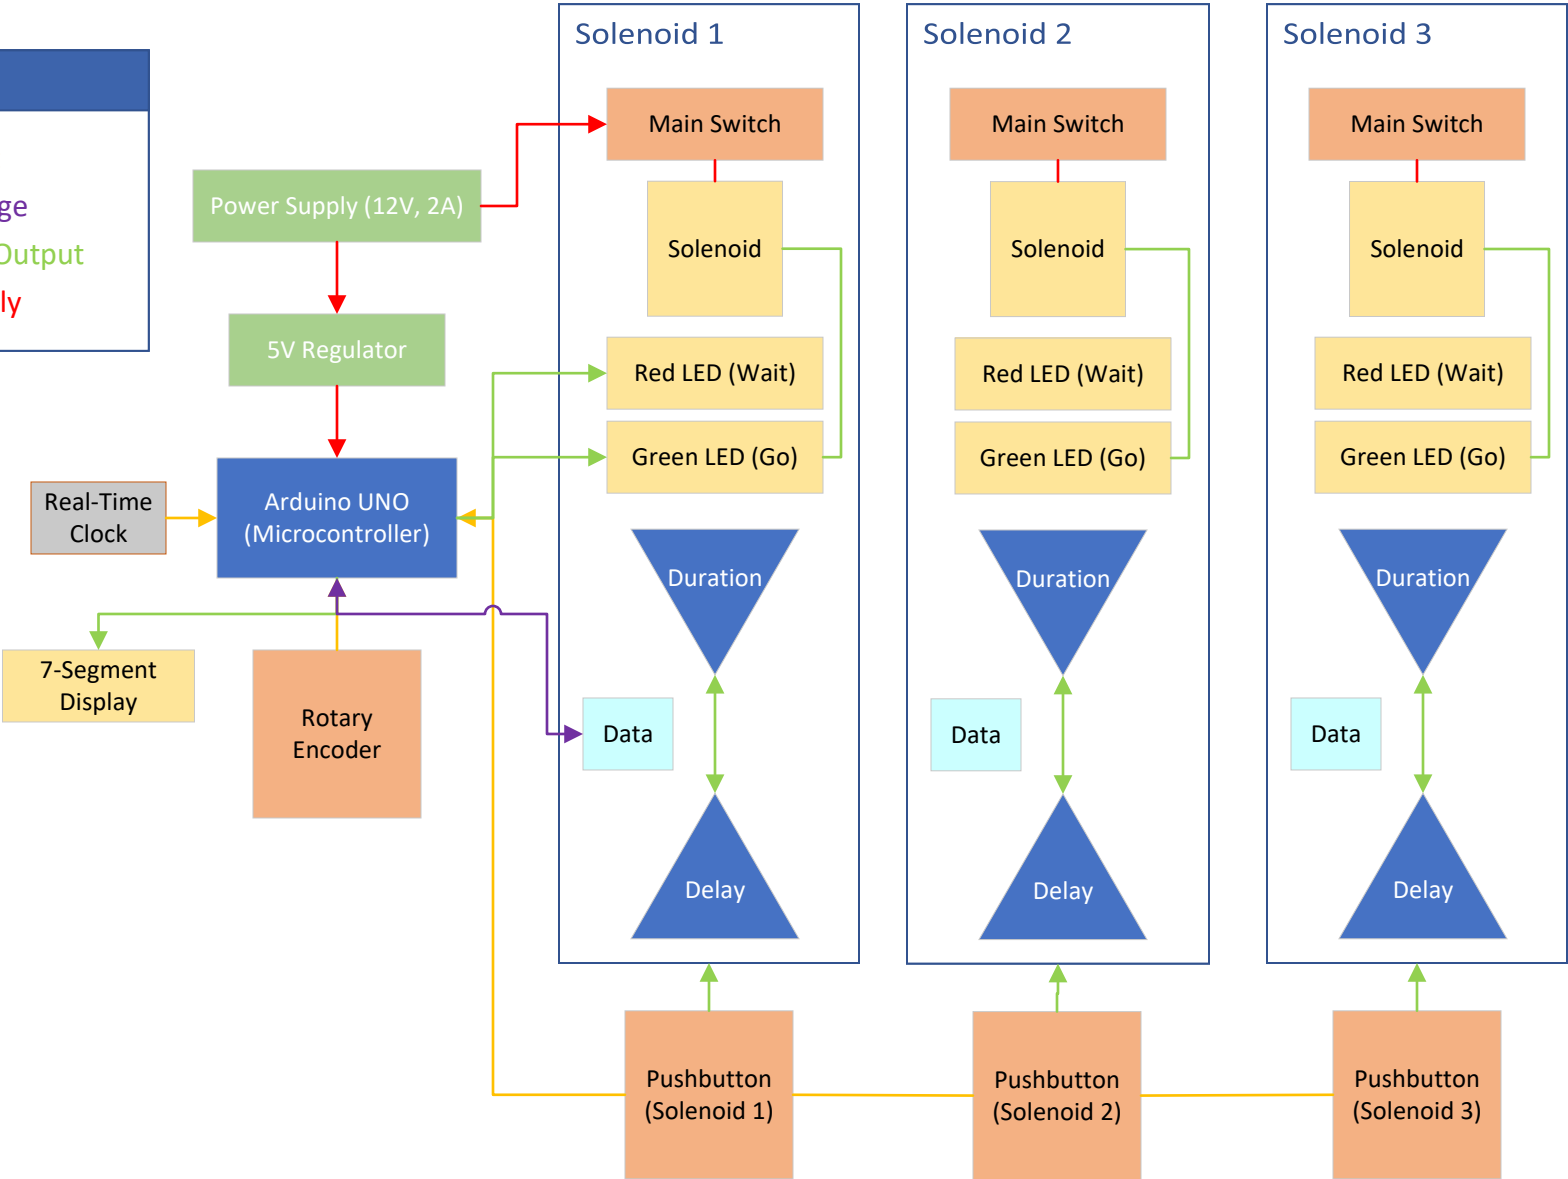 Solenoid 1
Solenoid 2
Solenoid 3
Output
Main Switch
Main Switch
Main Switch
Power Supply (12V, 2A)
Solenoid
Solenoid
Solenoid
5V Regulator
Red LED (Wait)
Red LED (Wait)
Red LED (Wait)
Green LED (Go)
Green LED (Go)
Green LED (Go)
Real-Time
Clock
Arduino UNO
(Microcontroller)
Duration
Duration
Duration
7-Segment
Display
Rotary
Encoder
Data
Data
Data
Delay
Delay
Delay
Pushbutton
(Solenoid 1)
Pushbutton
(Solenoid 2)
Pushbutton
(Solenoid 3)